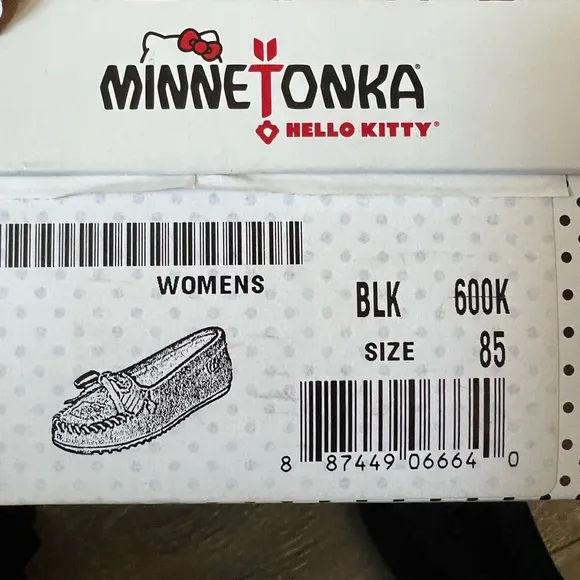 MINNETONKA
HELLO KITTY®
WOMENS
BLK 600K
SIZE 85
8 87449 06664 0